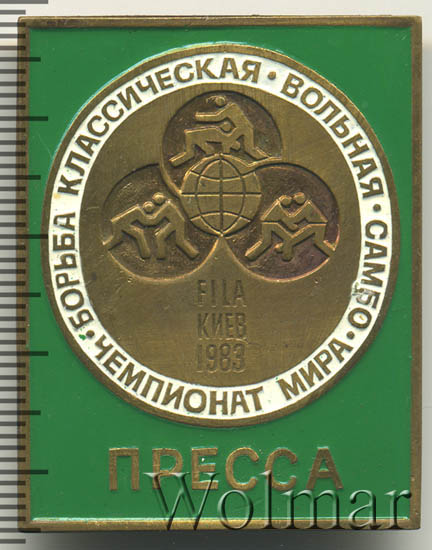 БОРЬБА КЛАССИЧЕСКАЯ · ВОЛЬНАЯ · САМБО ·
ЧЕМПИОНАТ МИРА ·
FILA
КИЕВ
1983
ПРЕССА
Wolmar